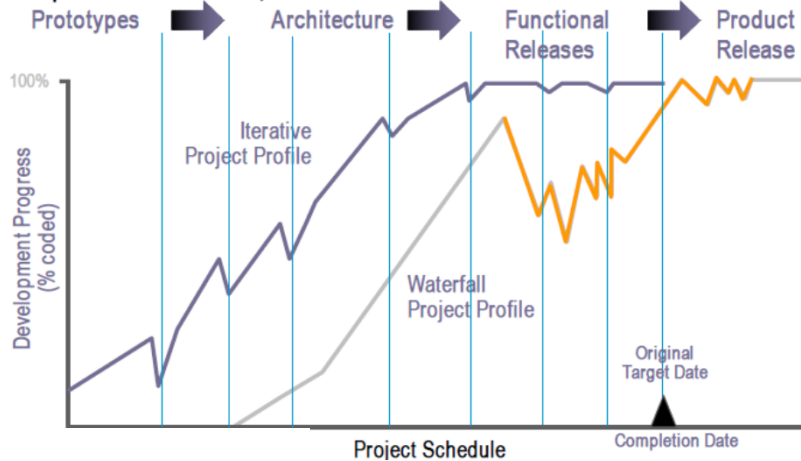 Prototypes Architecture Functional Product
Releases Release
100%
Iterative
Project Profile
Development Progress
(% coded)
Waterfall
Project Profile
Original
Target Date
Project Schedule
Completion Date